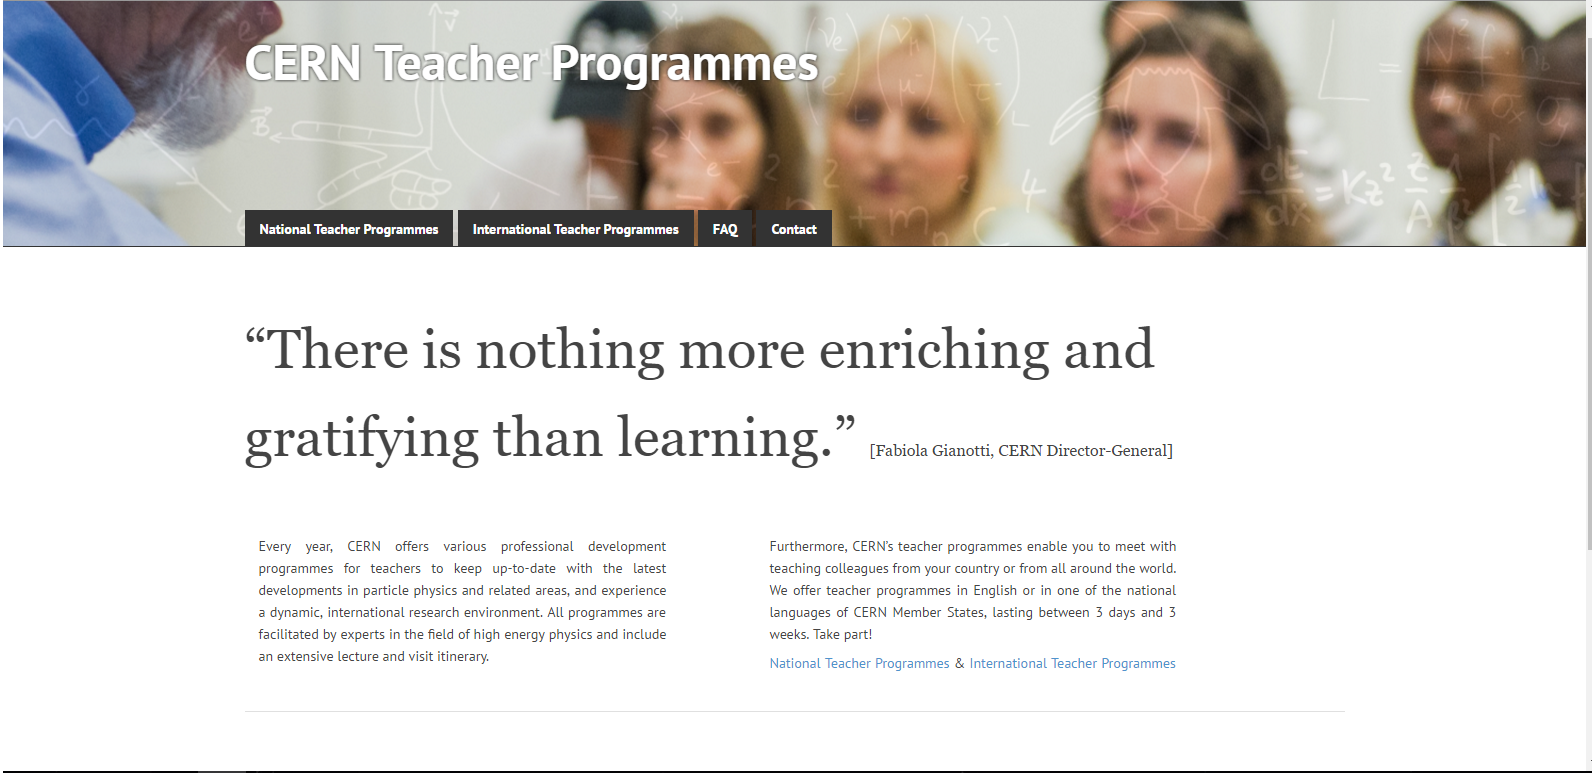 CERN Teacher Programmes
National Teacher Programmes
International Teacher Programmes
FAQ
Contact
“There is nothing more enriching and
gratifying than learning.” [Fabiola Gianotti, CERN Director-General]
Every year, CERN offers various professional development
programmes for teachers to keep up-to-date with the latest
developments in particle physics and related areas, and experience
a dynamic, international research environment. All programmes are
facilitated by experts in the field of high energy physics and include
an extensive lecture and visit itinerary.
Furthermore, CERN’s teacher programmes enable you to meet with
teaching colleagues from your country or from all around the world.
We offer teacher programmes in English or in one of the national
languages of CERN Member States, lasting between 3 days and 3
weeks. Take part!
National Teacher Programmes & International Teacher Programmes